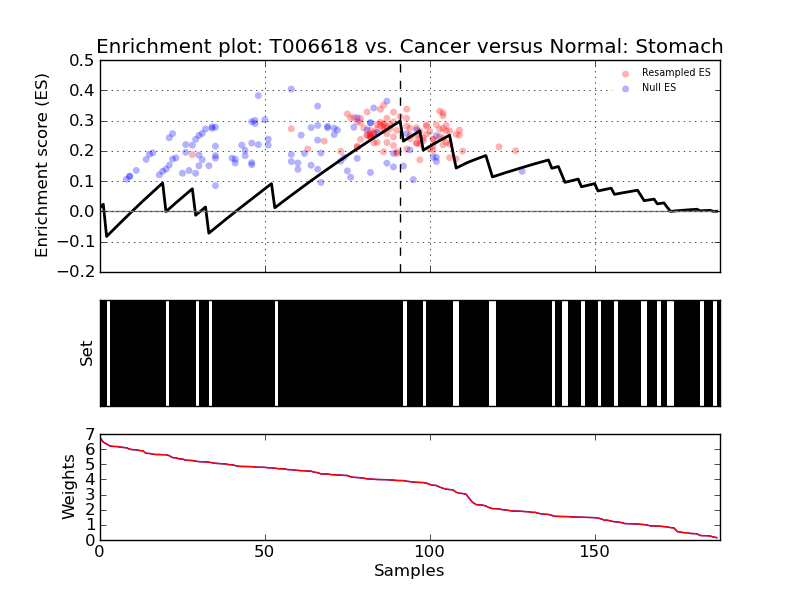 Enrichment plot: T006618 vs. Cancer versus Normal: Stomach
Enrichment score (ES)
0.5
0.4
0.3
0.2
0.1
0.0
−0.1
−0.2
Resampled ES
Null ES
Set
Weights
7
6
5
4
3
2
1
0
0 50 100 150
Samples